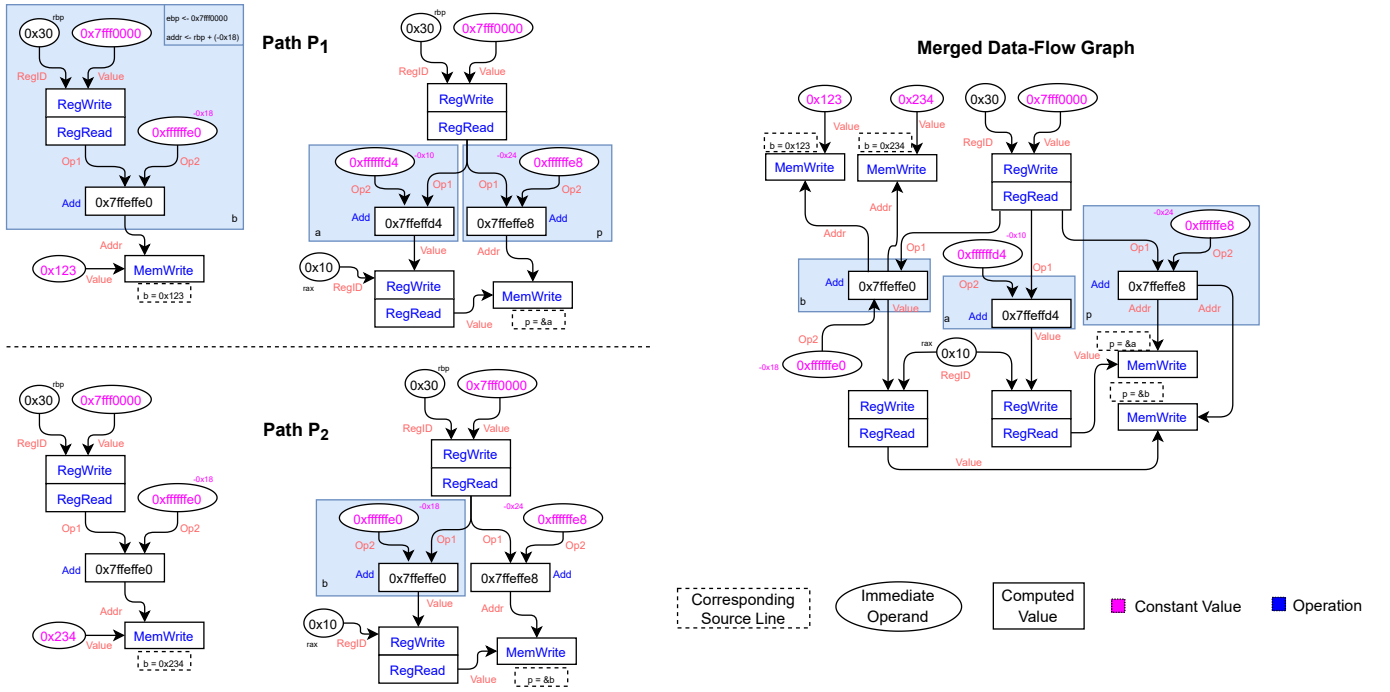 Path P1
0x30
rbp
0x7fff0000
ebp <- 0x7fff0000
addr <- rbp + (-0x18)
RegID
Value
RegWrite
RegRead
-0x18
0xffffffe0
Op1
Op2
Add
0x7ffeffe0
b
Addr
0x123
Value
MemWrite
b = 0x123
0x30
rbp
0x7fff0000
RegID
Value
RegWrite
RegRead
0xffffffd4
-0x10
-0x24
0xffffffe8
Op2
Op1
Op1
Op2
Add
0x7ffeffd4
0x7ffeffe8
Add
a
p
Value
Addr
0x10
rax
RegID
RegWrite
RegRead
Value
MemWrite
p = &a
Path P2
0x30
rbp
0x7fff0000
RegID
Value
RegWrite
RegRead
-0x18
0xffffffe0
Op1
Op2
Add
0x7ffeffe0
Addr
0x234
Value
MemWrite
b = 0x234
0x30
rbp
0x7fff0000
RegID
Value
RegWrite
RegRead
0xffffffe0
-0x18
-0x24
0xffffffe8
Op2
Op1
Op1
Op2
b
Add
0x7ffeffe0
0x7ffeffe8
Add
Value
Addr
0x10
rax
RegID
RegWrite
RegRead
Value
MemWrite
p = &b
Merged Data-Flow Graph
0x123
0x234
0x30
0x7fff0000
Value
Value
RegID
Value
b = 0x123
b = 0x234
MemWrite
MemWrite
RegWrite
RegRead
Addr
Addr
Op1
-0x10
0xffffffd4
Op1
Op2
-0x24
0xffffffe8
Op1
Op2
Add
0x7ffeffe0
b
Value
Add
0x7ffeffd4
a
Value
Add
0x7ffeffe8
p
Addr
Addr
Op2
-0x18
0xffffffe0
rax
0x10
RegID
Value
p = &a
MemWrite
p = &b
MemWrite
RegWrite
RegRead
RegWrite
RegRead
Value
Corresponding
Source Line
Immediate
Operand
Computed
Value
Constant Value
Operation